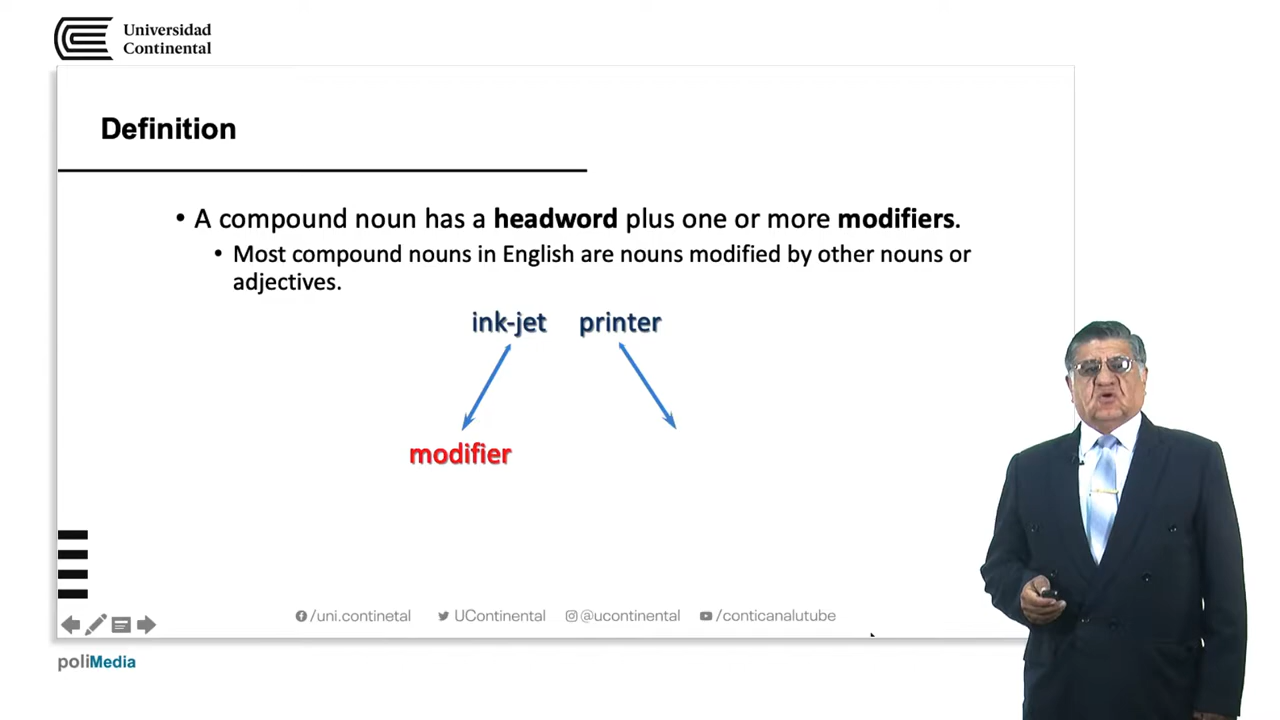 Universidad
Continental
Definition
• A compound noun has a headword plus one or more modifiers.
• Most compound nouns in English are nouns modified by other nouns or
adjectives.
ink-jet printer
modifier
/uni.continetal UContinental @ucontinental /conticanalutube
poliMedia